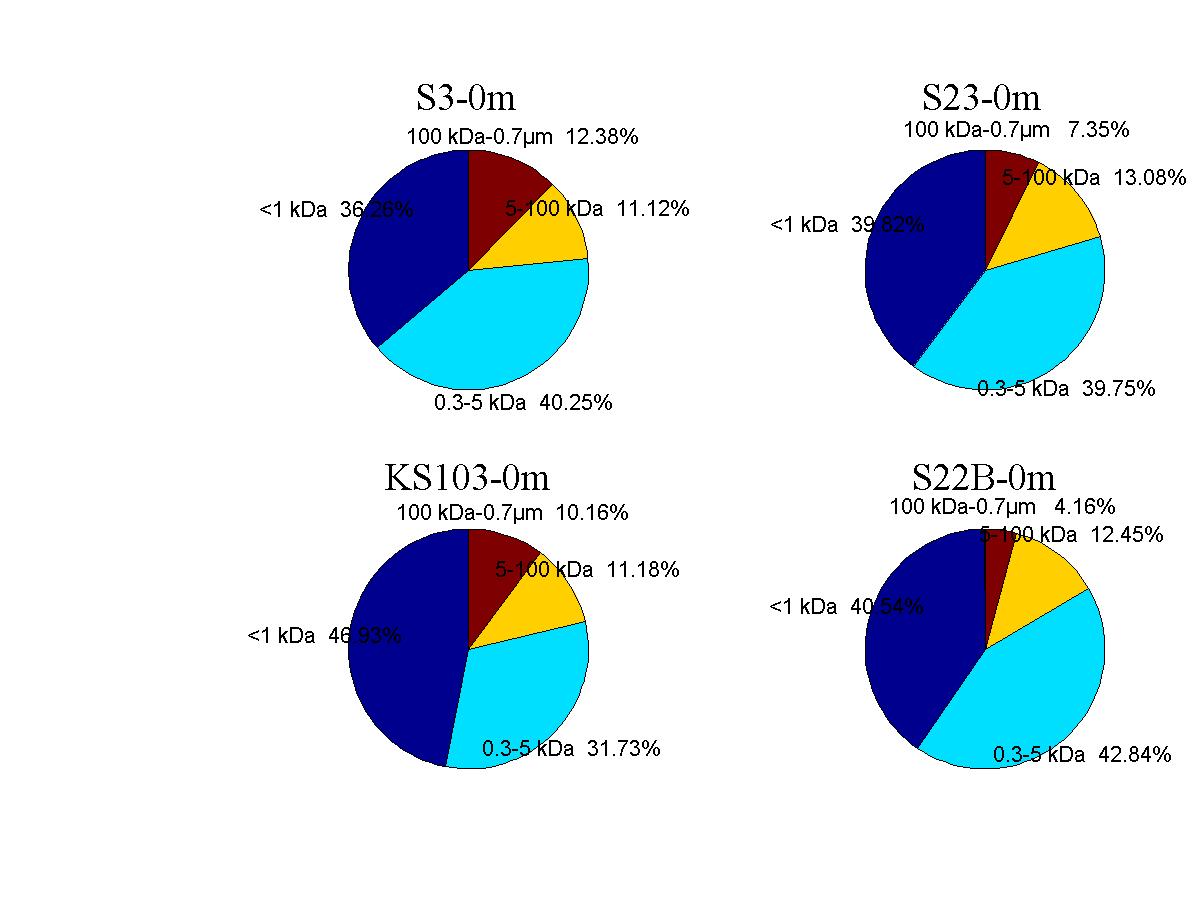 S3-0m
100 kDa-0.7µm 12.38%
<1 kDa 36.26%
5-100 kDa 11.12%
0.3-5 kDa 40.25%
S23-0m
100 kDa-0.7µm 7.35%
5-100 kDa 13.08%
<1 kDa 39.82%
0.3-5 kDa 39.75%
KS103-0m
100 kDa-0.7µm 10.16%
5-100 kDa 11.18%
<1 kDa 46.93%
0.3-5 kDa 31.73%
S22B-0m
100 kDa-0.7µm 4.16%
5-100 kDa 12.45%
<1 kDa 40.54%
0.3-5 kDa 42.84%